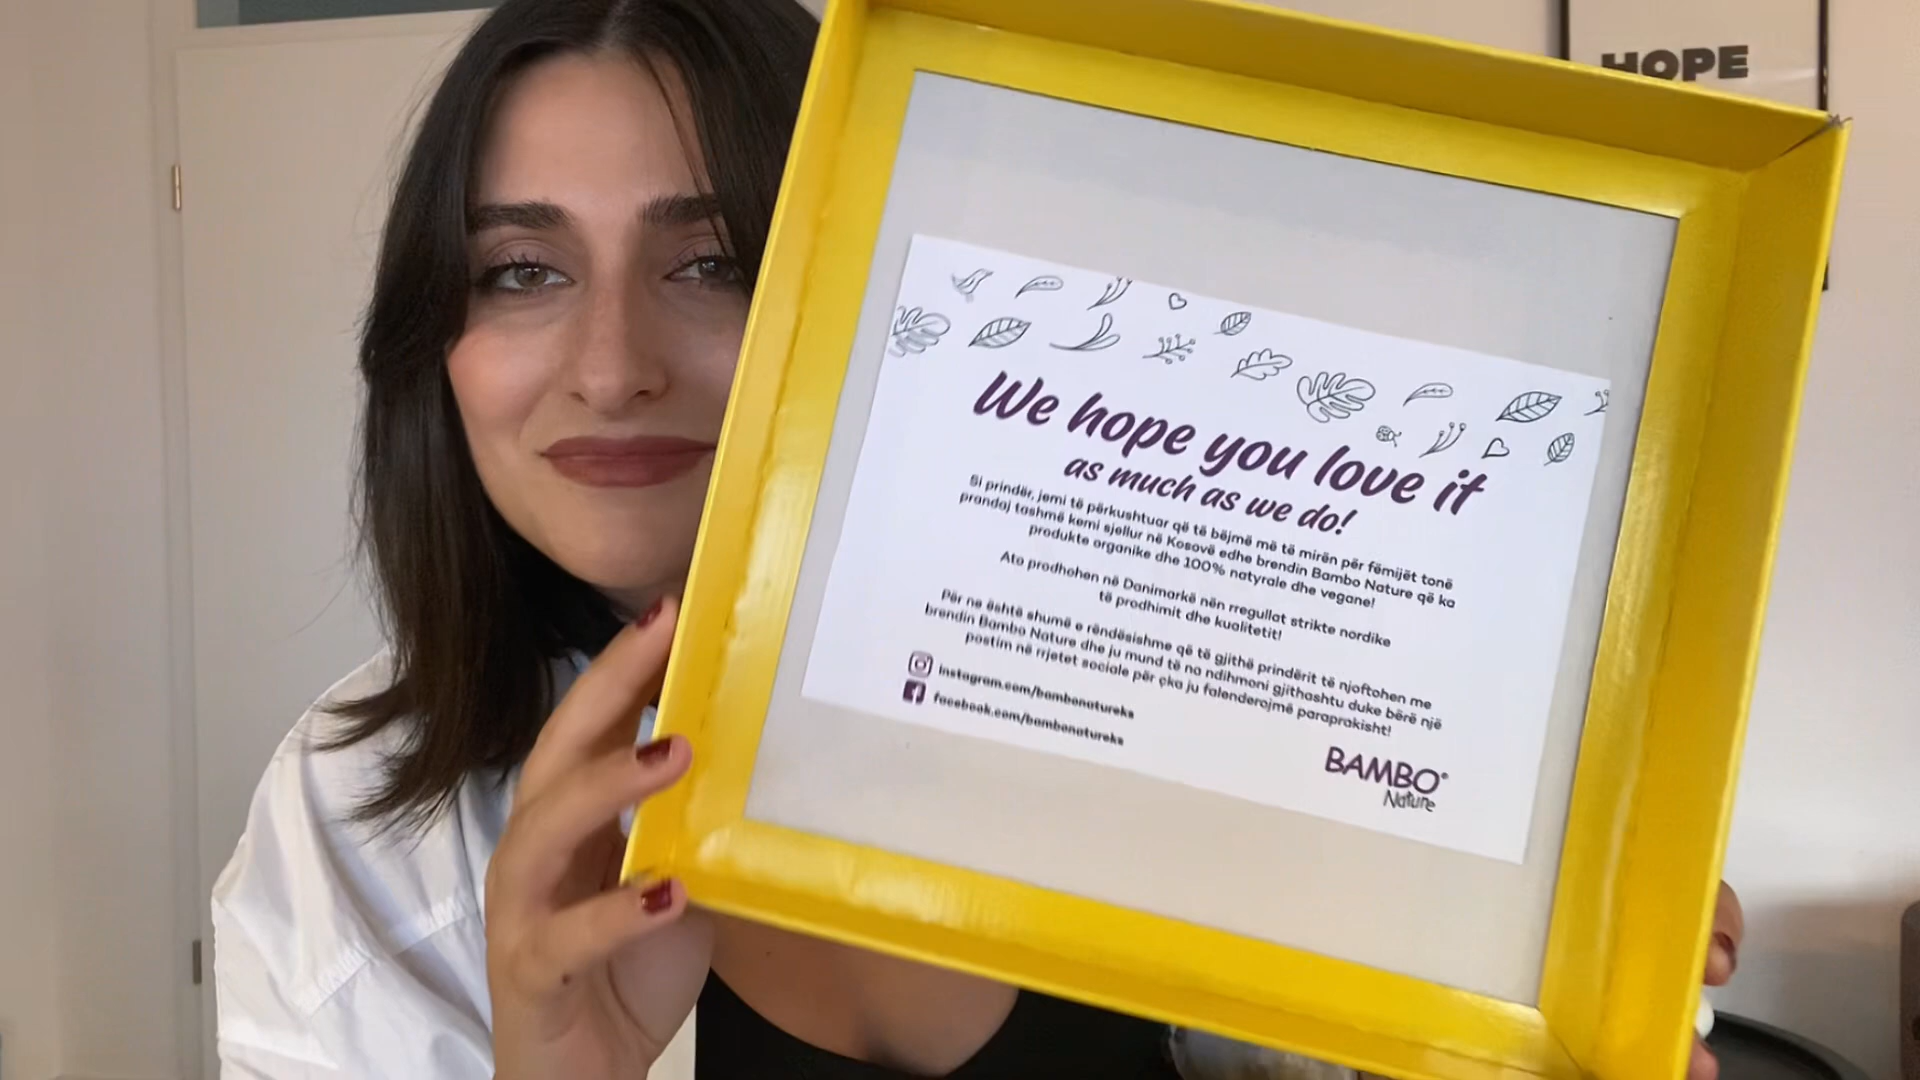 HOPE
We hope you love it
as much as we do!
Si prindër, jemi të përkushtuar që të bëjmë më të mirën për fëmijët tonë
prandaj tashmë kemi sjellur në Kosovë edhe brendin Bambo Nature që ka
produkte organike dhe 100% natyrale dhe vegane!
Ato prodhohen në Danimarkë nën rregullat strikte nordike
të prodhimit dhe kualitetit!
Për ne është shumë e rëndësishme që të gjithë prindërit të njoftohen me
brendin Bambo Nature dhe ju mund të na ndihmoni gjithashtu duke bërë një
postim në rrjetet sociale për çka ju falenderojmë paraprakisht!
instagram.com/bambonatureks
facebook.com/bambonatureks
BAMBO®
Nature